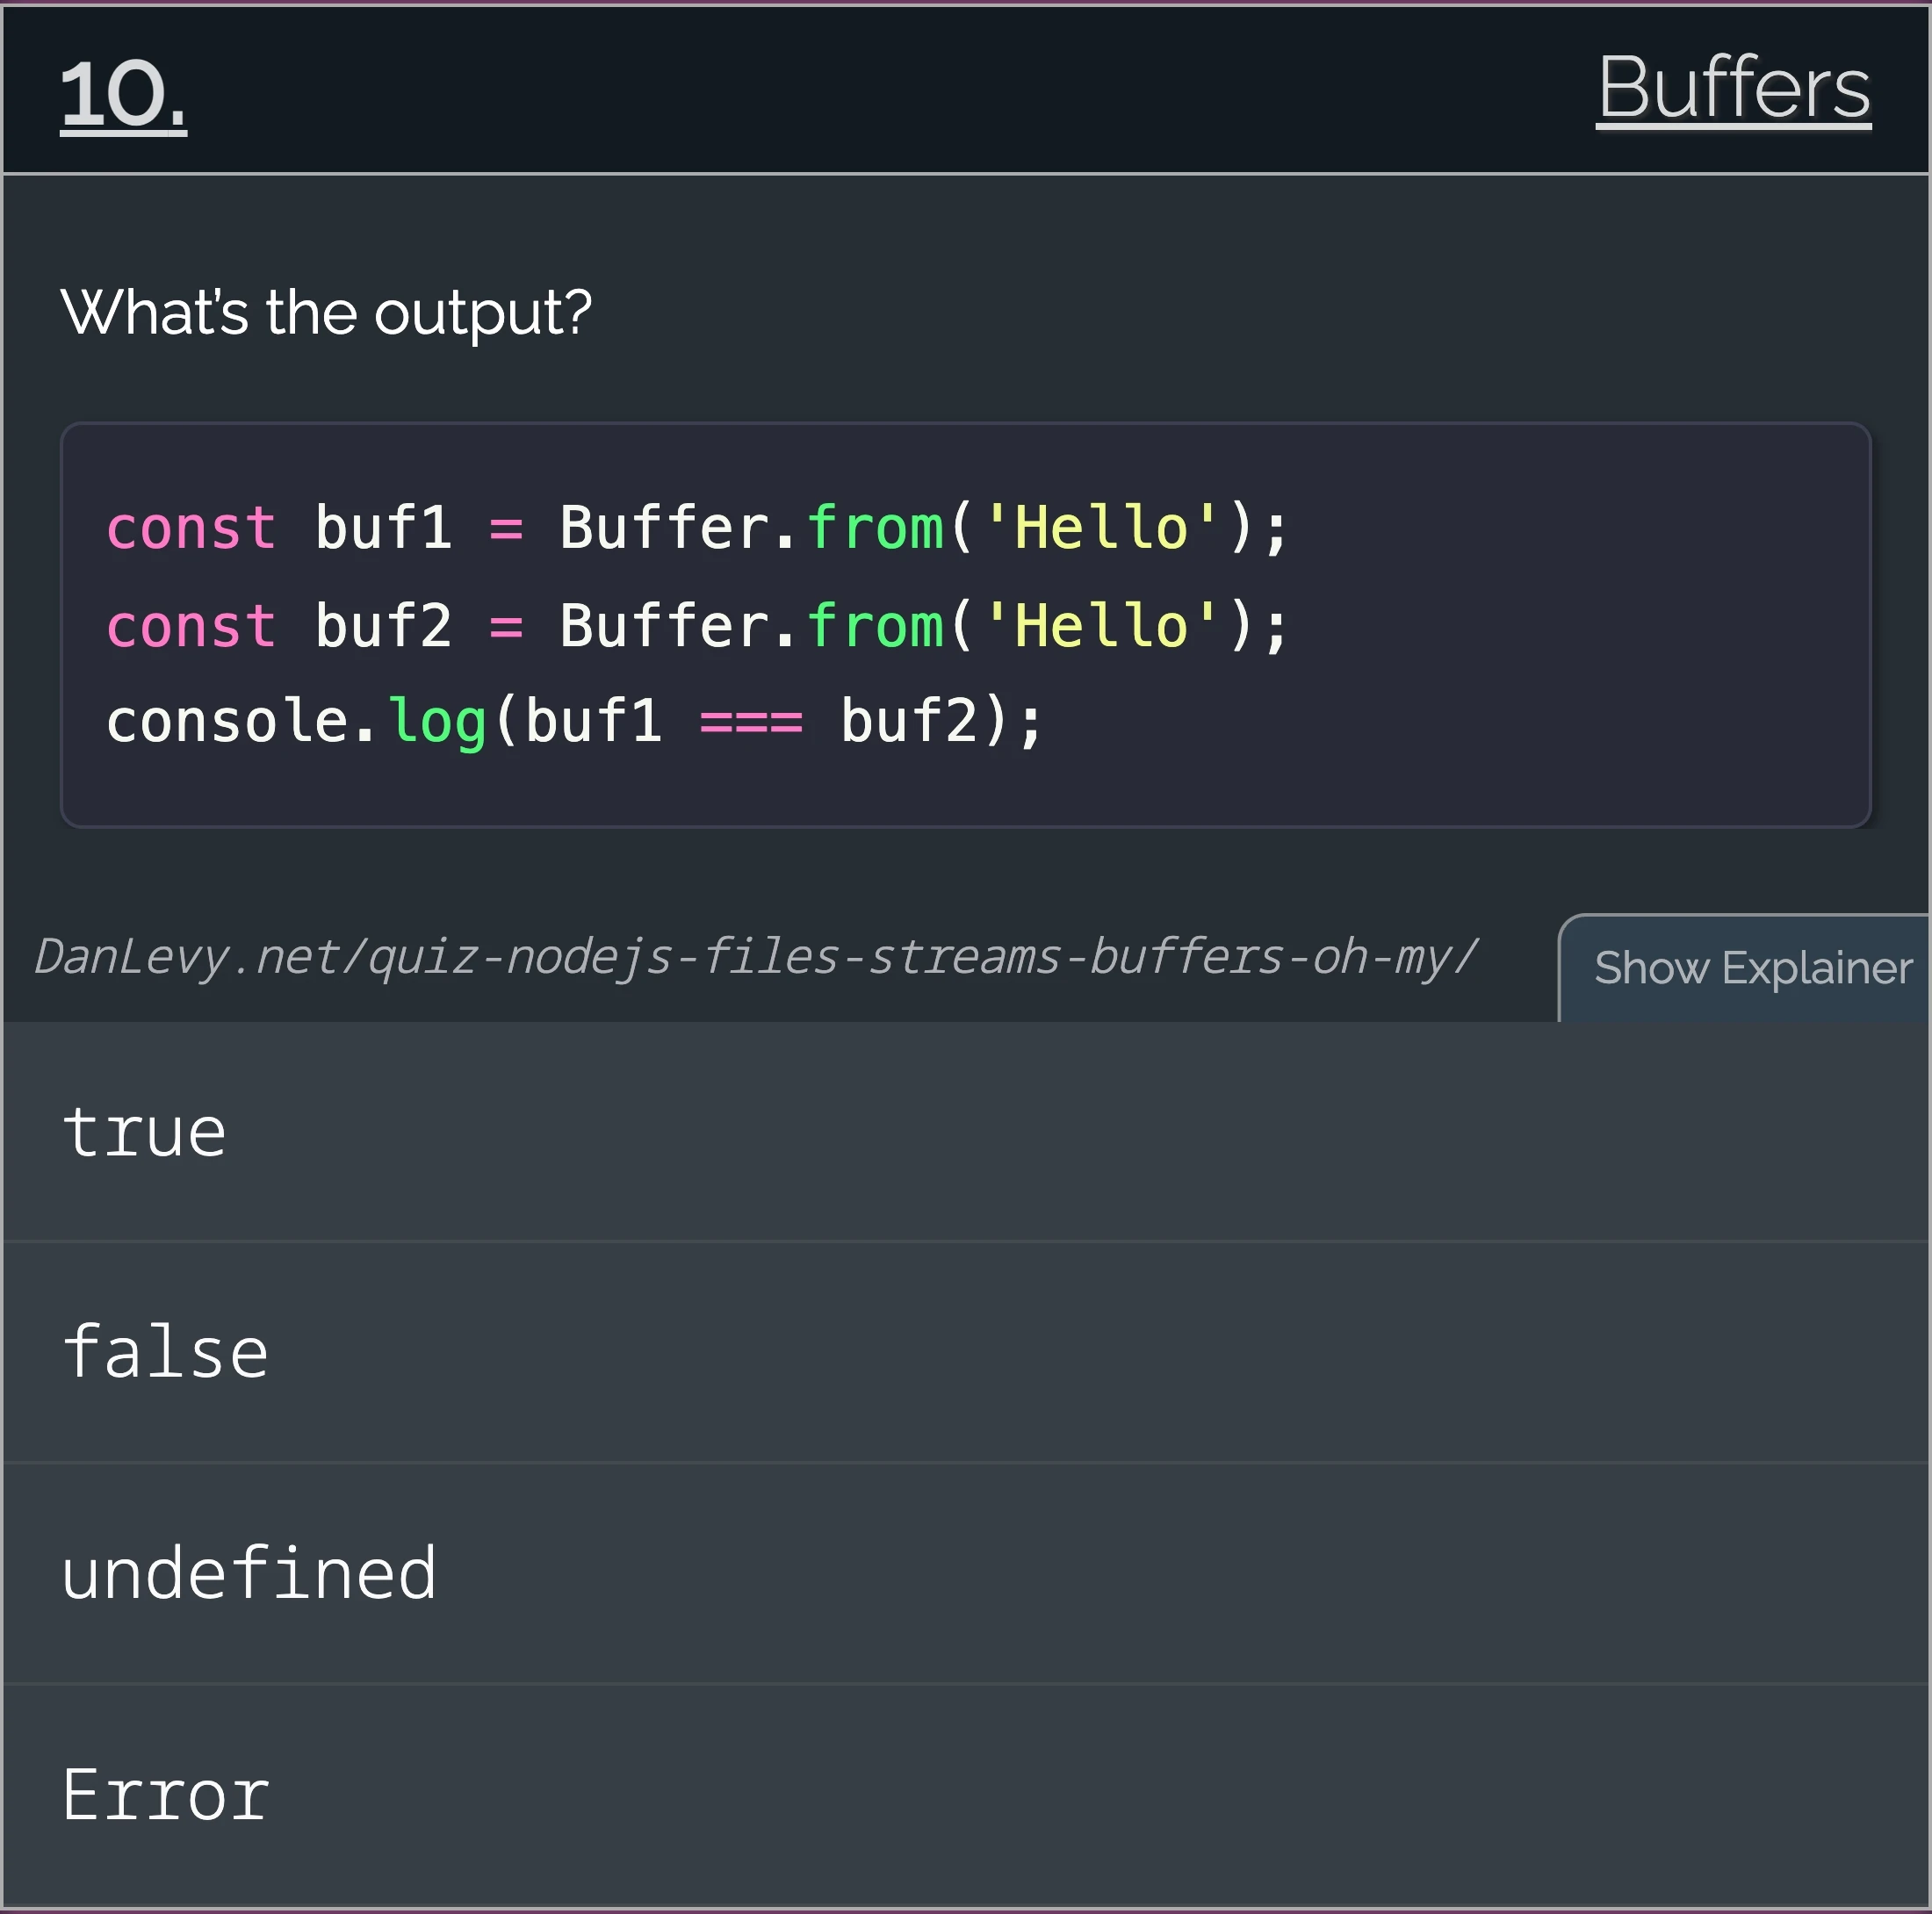 10.
Buffers
What's the output?
const buf1 = Buffer.from('Hello');
const buf2 = Buffer.from('Hello');
console.log(buf1 === buf2);
DanLevy.net/quiz-nodejs-files-streams-buffers-oh-my/
Show Explainer
true
false
undefined
Error